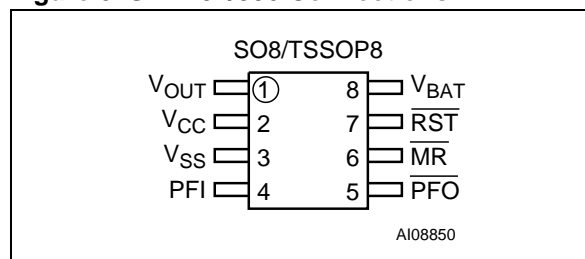 SO8/TSSOP8
VOUT 1 8 VBAT
VCC 2 7 RST
VSS 3 6 MR
PFI 4 5 PFO
AI08850